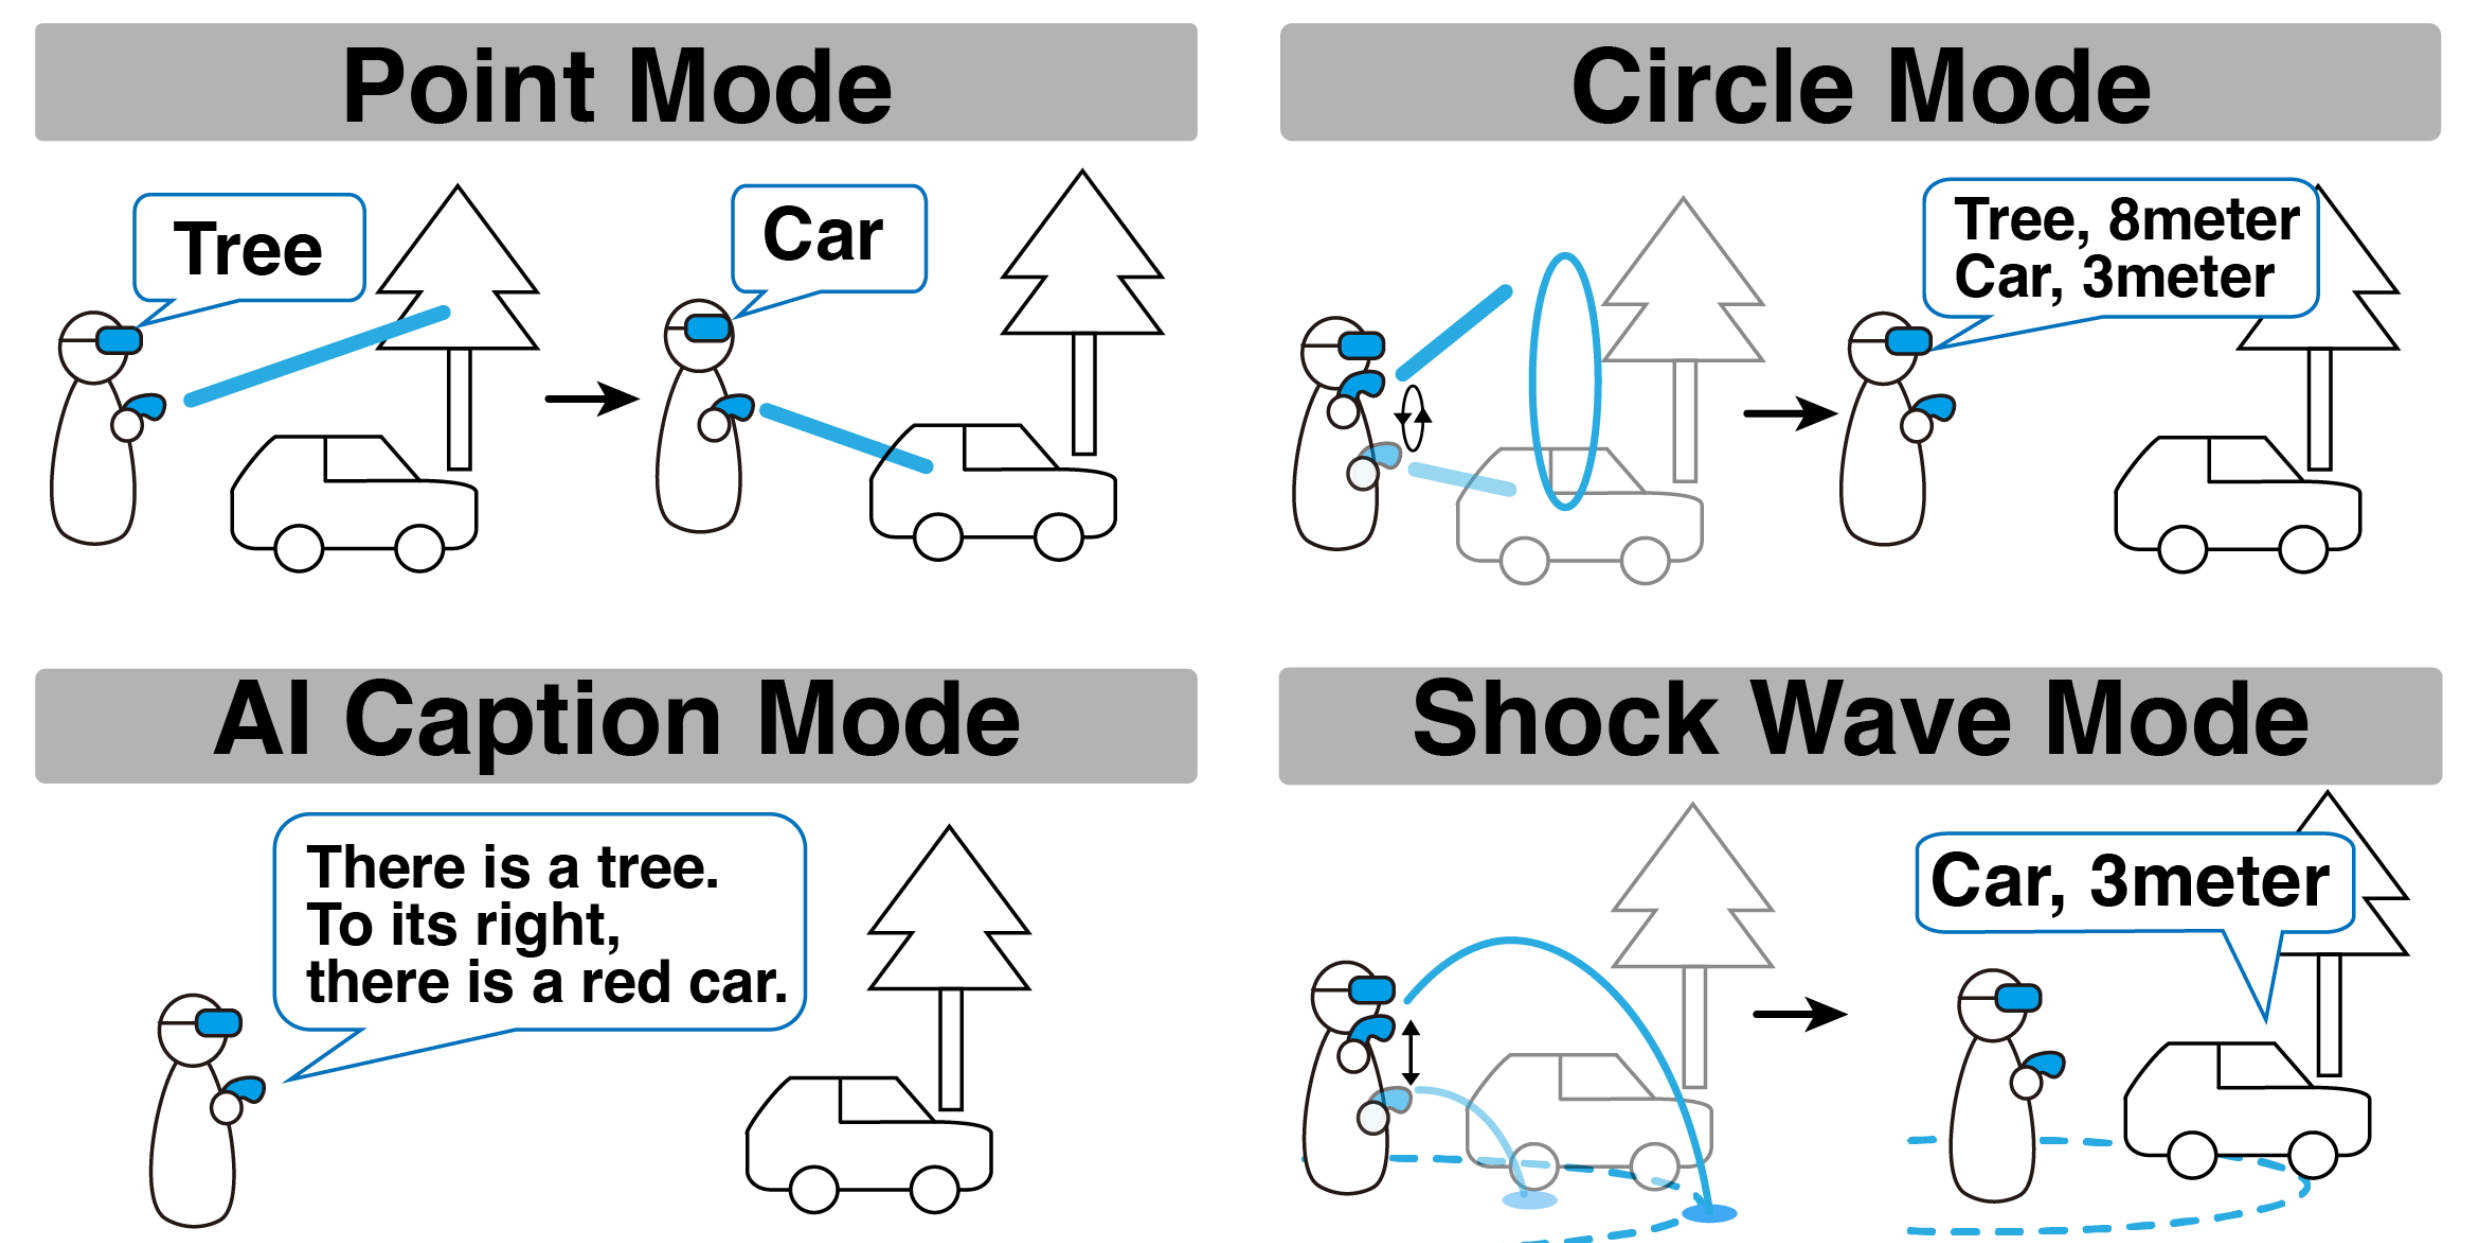 Point Mode
Tree
Car
Circle Mode
Tree, 8meter
Car, 3meter
AI Caption Mode
There is a tree.
To its right,
there is a red car.
Shock Wave Mode
Car, 3meter